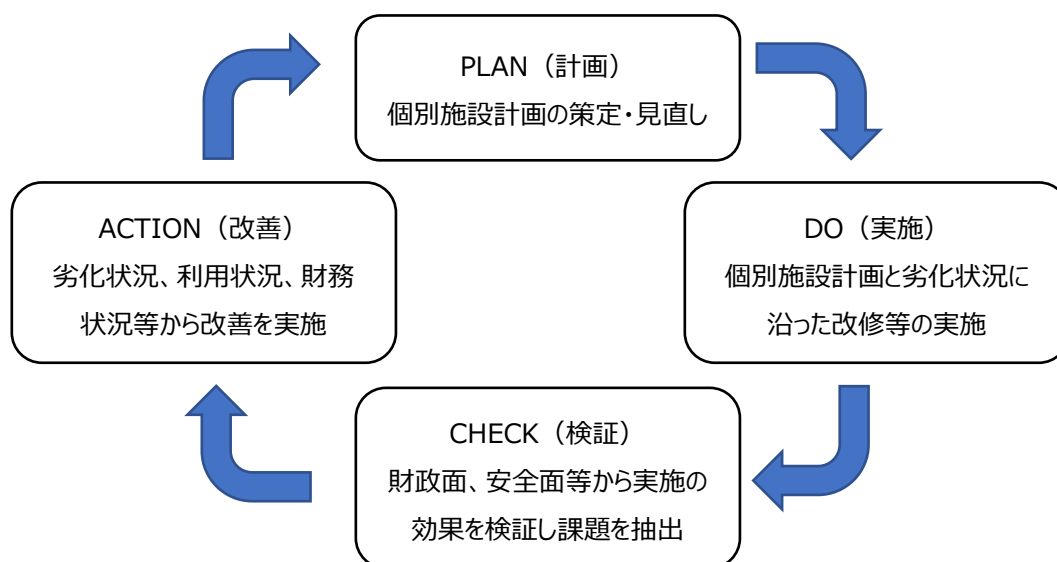 PLAN（計画）
個別施設計画の策定・見直し
ACTION（改善）
劣化状況、利用状況、財務
状況等から改善を実施
DO（実施）
個別施設計画と劣化状況に
沿った改修等の実施
CHECK（検証）
財政面、安全面等から実施の
効果を検証し課題を抽出